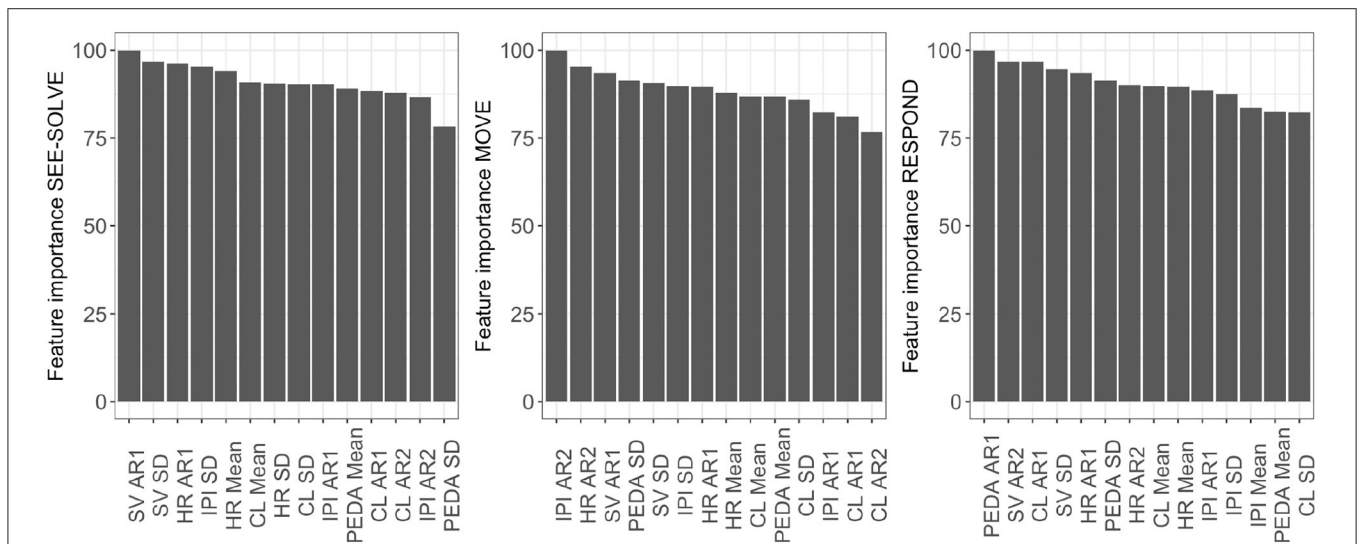 Feature importance SEE-SOLVE
100
75
50
25
0
SV AR1
SV SD
HR AR1
IPI SD
HR Mean
CL Mean
HR SD
CL SD
IPI AR1
PEDA Mean
CL AR1
CL AR2
IPI AR2
PEDA SD
Feature importance MOVE
100
75
50
25
0
IPI AR2
HR AR2
SV AR1
PEDA SD
SV SD
IPI SD
HR AR1
HR Mean
CL Mean
PEDA Mean
CL SD
IPI AR1
CL AR1
CL AR2
Feature importance RESPOND
100
75
50
25
0
PEDA AR1
SV AR2
CL AR1
SV SD
HR AR1
PEDA SD
HR AR2
CL Mean
HR Mean
IPI AR1
IPI SD
IPI Mean
PEDA Mean
CL SD